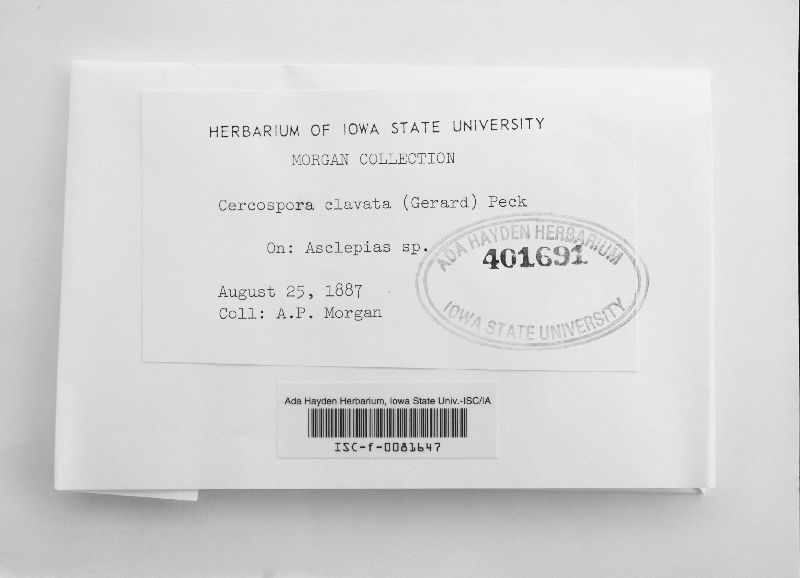 HERBARIUM OF IOWA STATE UNIVERSITY
MORGAN COLLECTION
Cercospora clavata (Gerard) Peck
On: Asclepias sp.
August 25, 1887
Coll: A.P. Morgan
ADA HAYDEN HERBARIUM
401691
IOWA STATE UNIVERSITY
Ada Hayden Herbarium, Iowa State Univ.-ISC/IA
ISC-f-0081647